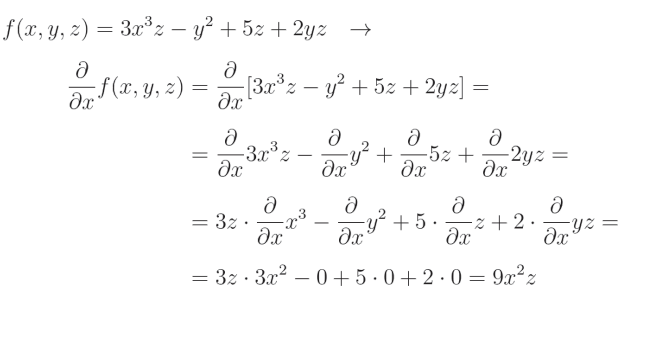 f(x, y, z) = 3x³z − y² + 5z + 2yz →
∂/∂x f(x, y, z) = ∂/∂x [3x³z − y² + 5z + 2yz] =
= ∂/∂x 3x³z − ∂/∂x y² + ∂/∂x 5z + ∂/∂x 2yz =
= 3z · ∂/∂x x³ − ∂/∂x y² + 5 · ∂/∂x z + 2 · ∂/∂x yz =
= 3z · 3x² − 0 + 5 · 0 + 2 · 0 = 9x²z